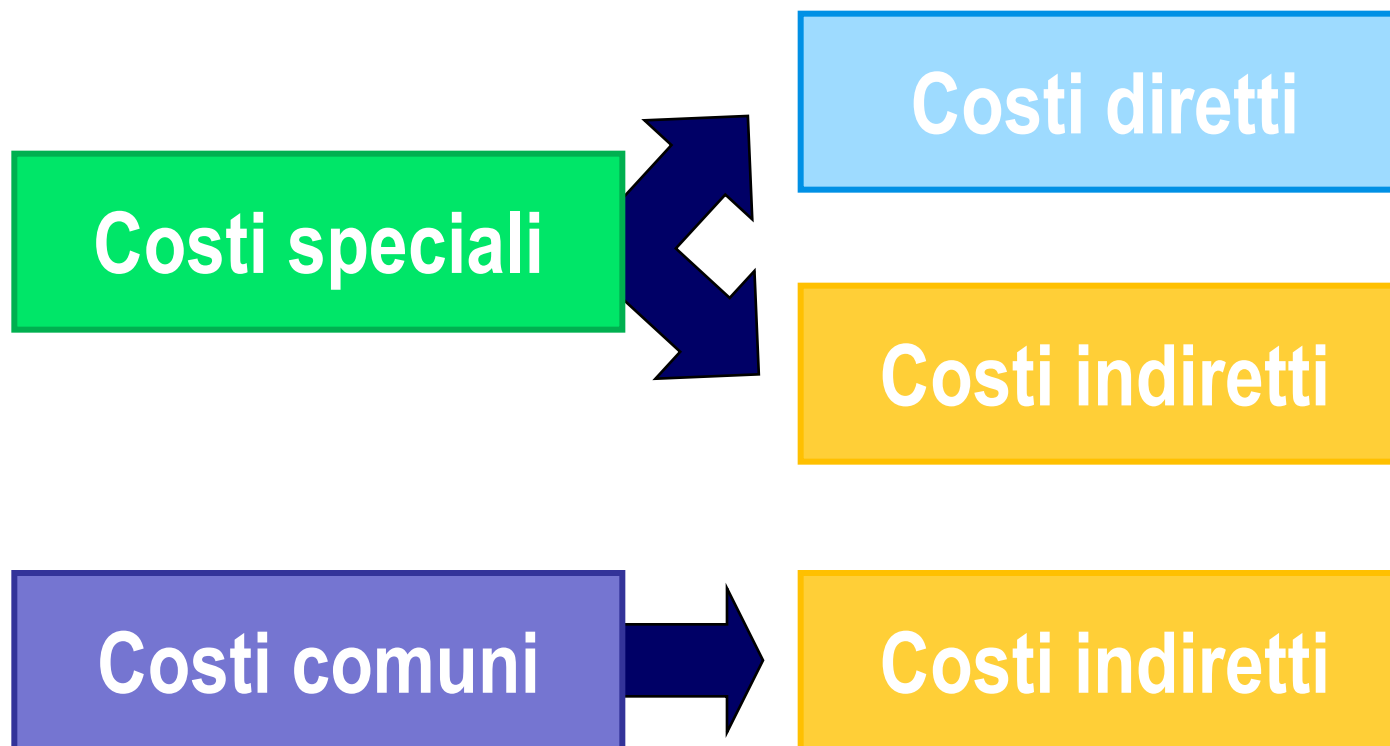 Costi diretti
Costi speciali
Costi indiretti
Costi comuni
Costi indiretti